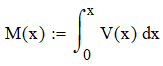 M(x) := ∫₀ˣ V(x) dx